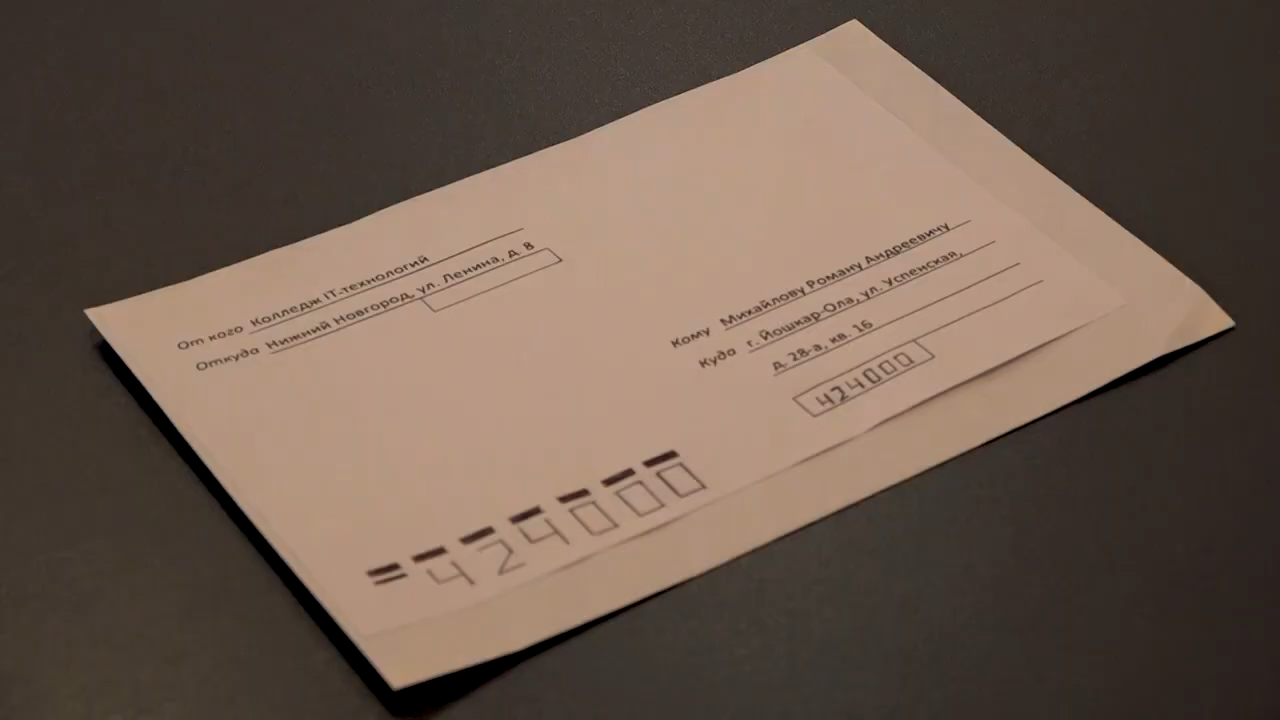 От кого Колледж IT-технологий
Откуда Нижний Новгород, ул. Ленина, д. 8
Кому Михайлову Роману Андреевичу
Куда г. Йошкар-Ола, ул. Успенская,
д. 28-а, кв. 16
424000
424000